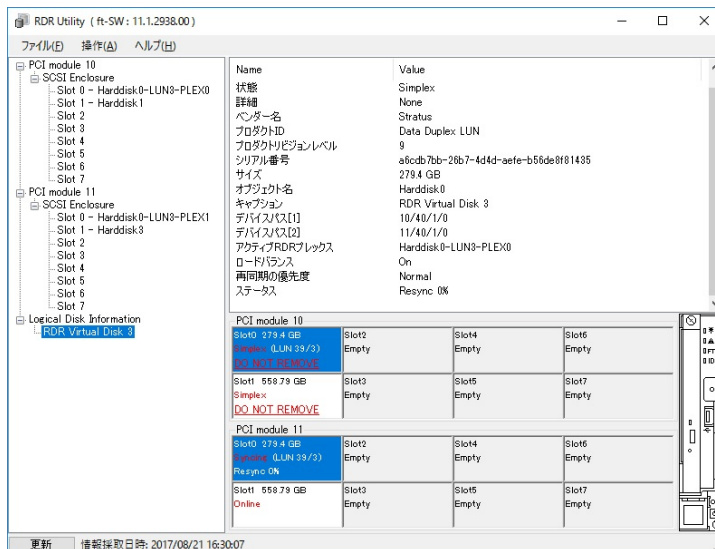 RDR Utility ( ft-SW : 11.1.2938.00 )
ファイル(F) 操作(A) ヘルプ(H)
PCI module 10
SCSI Enclosure
Slot 0 - Harddisk0-LUN3-PLEX0
Slot 1 - Harddisk1
Slot 2
Slot 3
Slot 4
Slot 5
Slot 6
Slot 7
PCI module 11
SCSI Enclosure
Slot 0 - Harddisk0-LUN3-PLEX1
Slot 1 - Harddisk3
Slot 2
Slot 3
Slot 4
Slot 5
Slot 6
Slot 7
Logical Disk Information
RDR Virtual Disk 3
Name Value
状態 Simplex
詳細 None
ベンダー名 Stratus
プロダクトID Data Duplex LUN
プロダクトリビジョンレベル 9
シリアル番号 a6cdb7bb-26b7-4d4d-aefe-b56de8f81435
サイズ 279.4 GB
オブジェクト名 Harddisk0
キャプション RDR Virtual Disk 3
デバイスパス[1] 10/40/1/0
デバイスパス[2] 11/40/1/0
アクティブRDRプレックス Harddisk0-LUN3-PLEX0
ロードバランス On
再同期の優先度 Normal
ステータス Resync 0%
PCI module 10
Slot0 279.4 GB Slot2 Slot4 Slot6
Simplex (LUN 39/3) Empty Empty Empty
DO NOT REMOVE
Slot1 558.79 GB Slot3 Slot5 Slot7
Simplex Empty Empty Empty
DO NOT REMOVE
PCI module 11
Slot0 279.4 GB Slot2 Slot4 Slot6
Syncing (LUN 39/3) Empty Empty Empty
Resync 0%
Slot1 558.79 GB Slot3 Slot5 Slot7
Online Empty Empty Empty
更新 情報採取日時: 2017/08/21 16:30:07